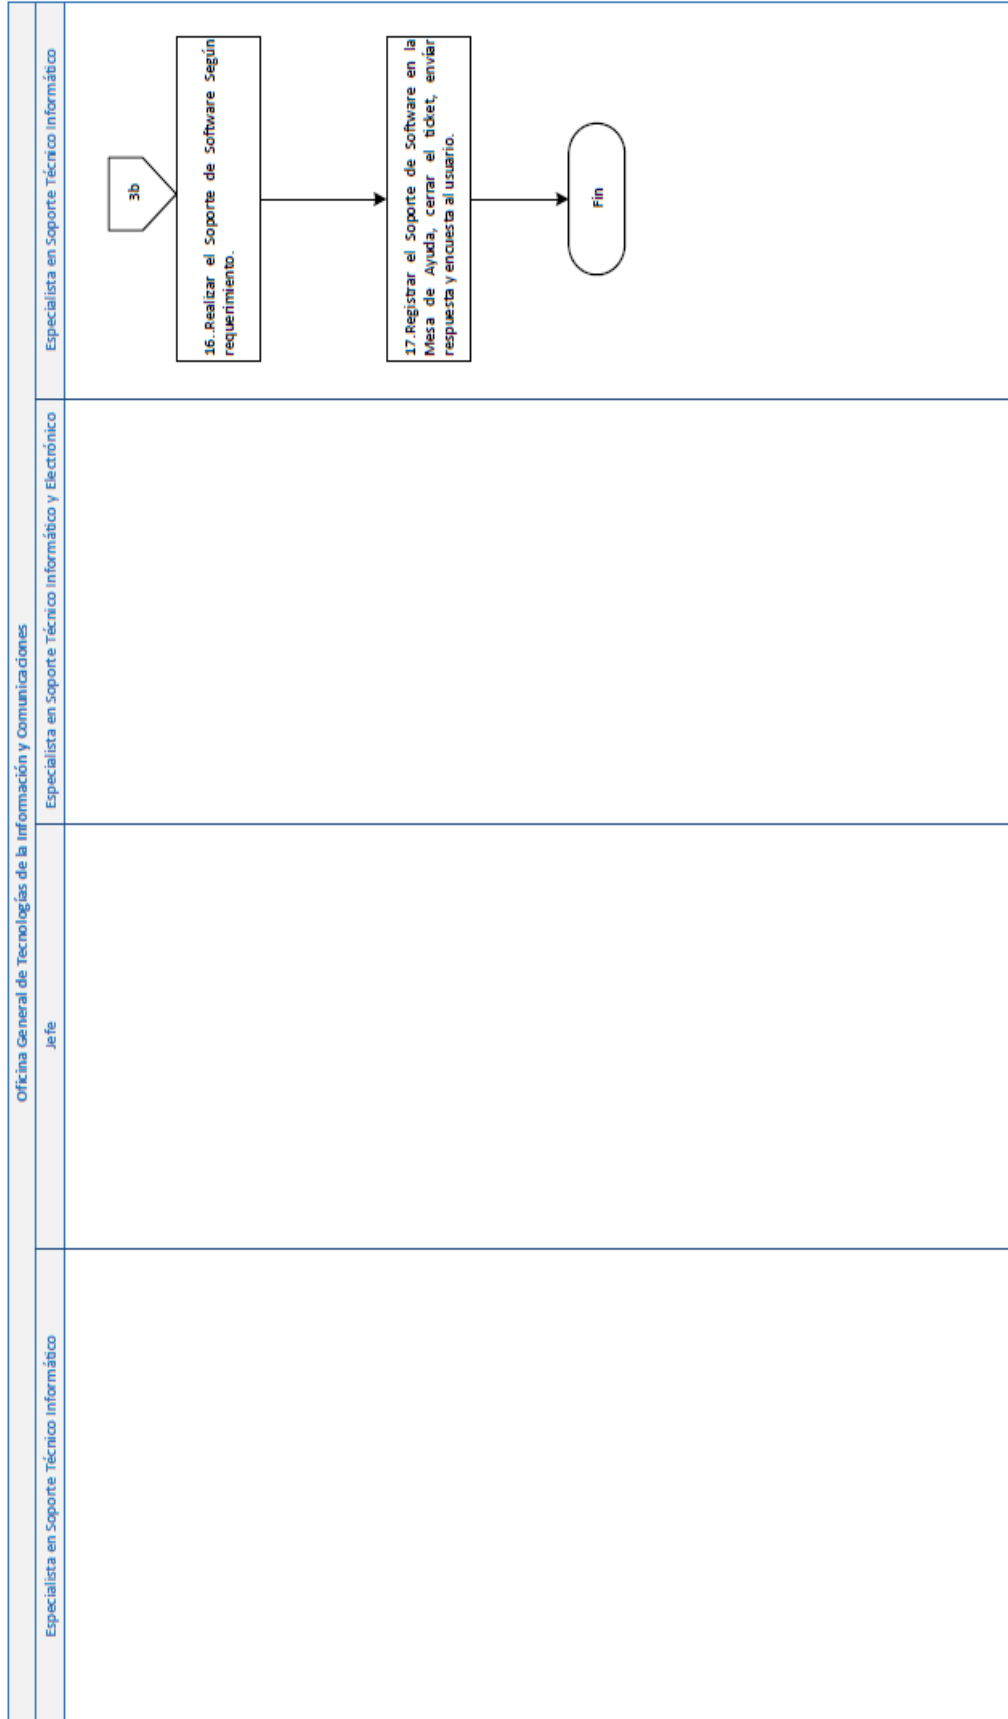 Oficina General de Tecnologías de la Información y Comunicaciones
Especialista en Soporte Técnico Informático
Jefe
Especialista en Soporte Técnico Informático y Electrónico
Especialista en Soporte Técnico Informático
3b
16..Realizar el Soporte de Software Según
requerimiento.
17.Registrar el Soporte de Software en la
Mesa de Ayuda, cerrar el ticket, enviar
respuesta y encuesta al usuario.
Fin